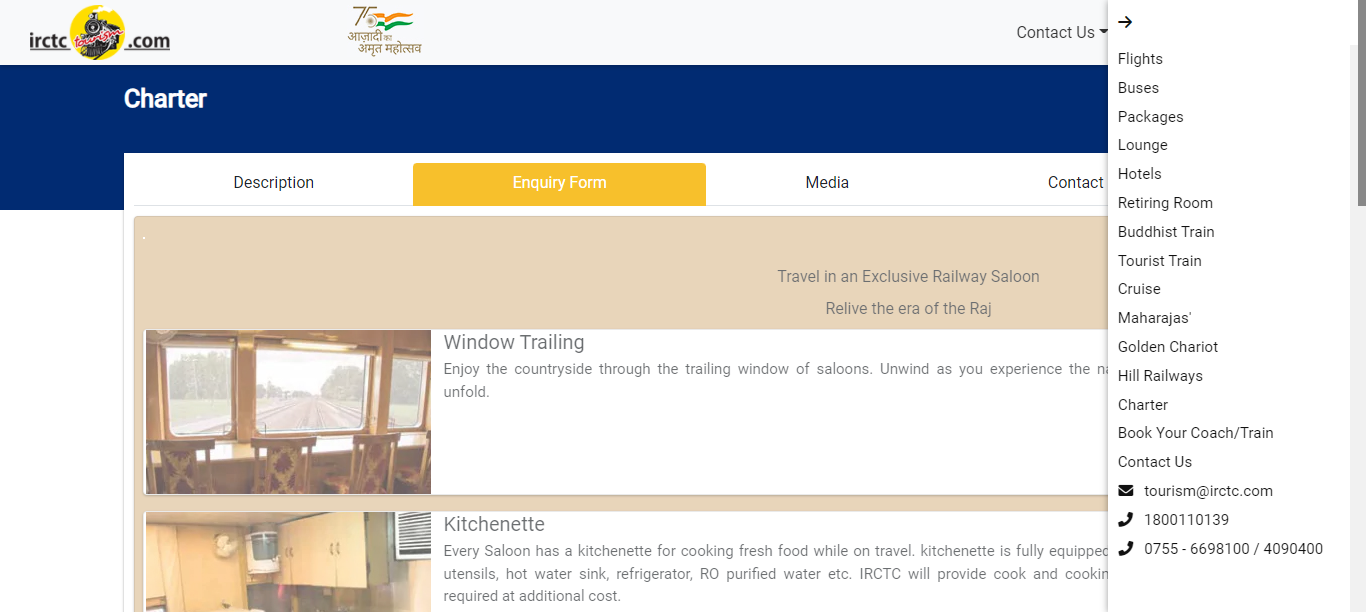 irctc tourism .com
75
आज़ादी का
अमृत महोत्सव
Contact Us
Charter
Description
Enquiry Form
Media
Contact
Travel in an Exclusive Railway Saloon
Relive the era of the Raj
Window Trailing
Enjoy the countryside through the trailing window of saloons. Unwind as you experience the
unfold.
Kitchenette
Every Saloon has a kitchenette for cooking fresh food while on travel. kitchenette is fully equipped
utensils, hot water sink, refrigerator, RO purified water etc. IRCTC will provide cook and
required at additional cost.
Flights
Buses
Packages
Lounge
Hotels
Retiring Room
Buddhist Train
Tourist Train
Cruise
Maharajas'
Golden Chariot
Hill Railways
Charter
Book Your Coach/Train
Contact Us
tourism@irctc.com
1800110139
0755 - 6698100 / 4090400